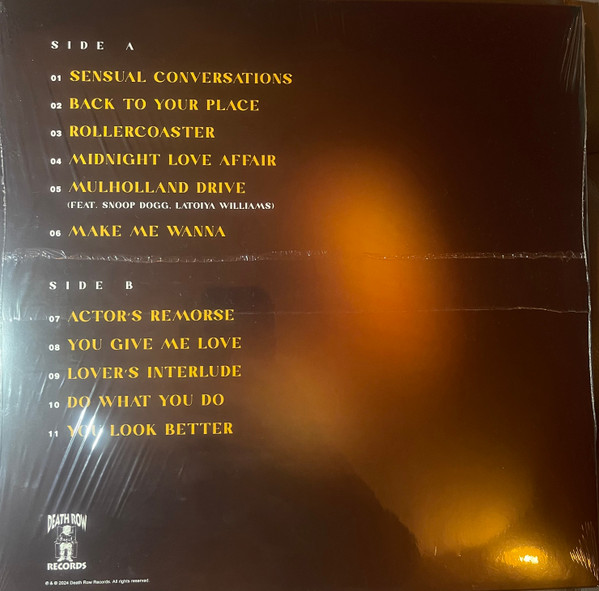 SIDE A
01 SENSUAL CONVERSATIONS
02 BACK TO YOUR PLACE
03 ROLLERCOASTER
04 MIDNIGHT LOVE AFFAIR
05 MULHOLLAND DRIVE
(FEAT. SNOOP DOGG, LATOIYA WILLIAMS)
06 MAKE ME WANNA
SIDE B
07 ACTOR'S REMORSE
08 YOU GIVE ME LOVE
09 LOVER'S INTERLUDE
10 DO WHAT YOU DO
11 YOU LOOK BETTER
DEATH ROW
RECORDS
℗ & © 2024 Death Row Records. All rights reserved.